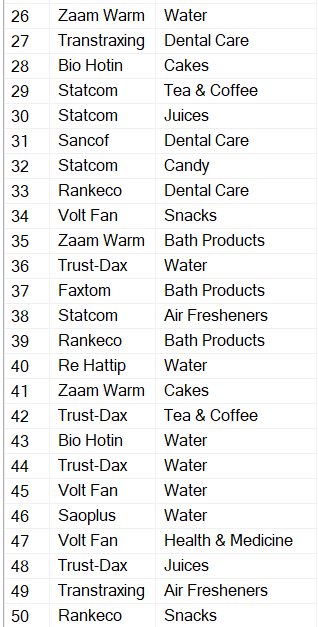 26 Zaam Warm Water
27 Transtraxing Dental Care
28 Bio Hotin Cakes
29 Statcom Tea & Coffee
30 Statcom Juices
31 Sancof Dental Care
32 Statcom Candy
33 Rankeco Dental Care
34 Volt Fan Snacks
35 Zaam Warm Bath Products
36 Trust-Dax Water
37 Faxtom Bath Products
38 Statcom Air Fresheners
39 Rankeco Bath Products
40 Re Hattip Water
41 Zaam Warm Cakes
42 Trust-Dax Tea & Coffee
43 Bio Hotin Water
44 Trust-Dax Water
45 Volt Fan Water
46 Saoplus Water
47 Volt Fan Health & Medicine
48 Trust-Dax Juices
49 Transtraxing Air Fresheners
50 Rankeco Snacks